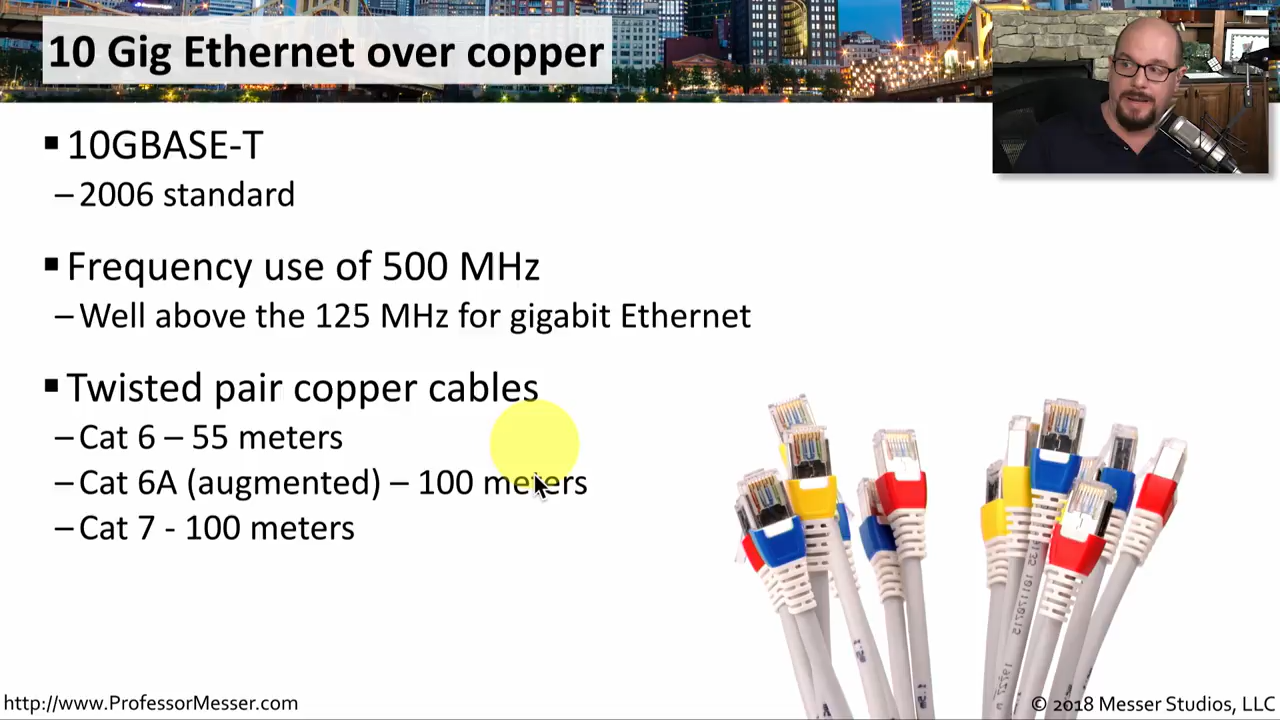 10 Gig Ethernet over copper
▪ 10GBASE-T
– 2006 standard
▪ Frequency use of 500 MHz
– Well above the 125 MHz for gigabit Ethernet
▪ Twisted pair copper cables
– Cat 6 – 55 meters
– Cat 6A (augmented) – 100 meters
– Cat 7 - 100 meters
http://www.ProfessorMesser.com
© 2018 Messer Studios, LLC